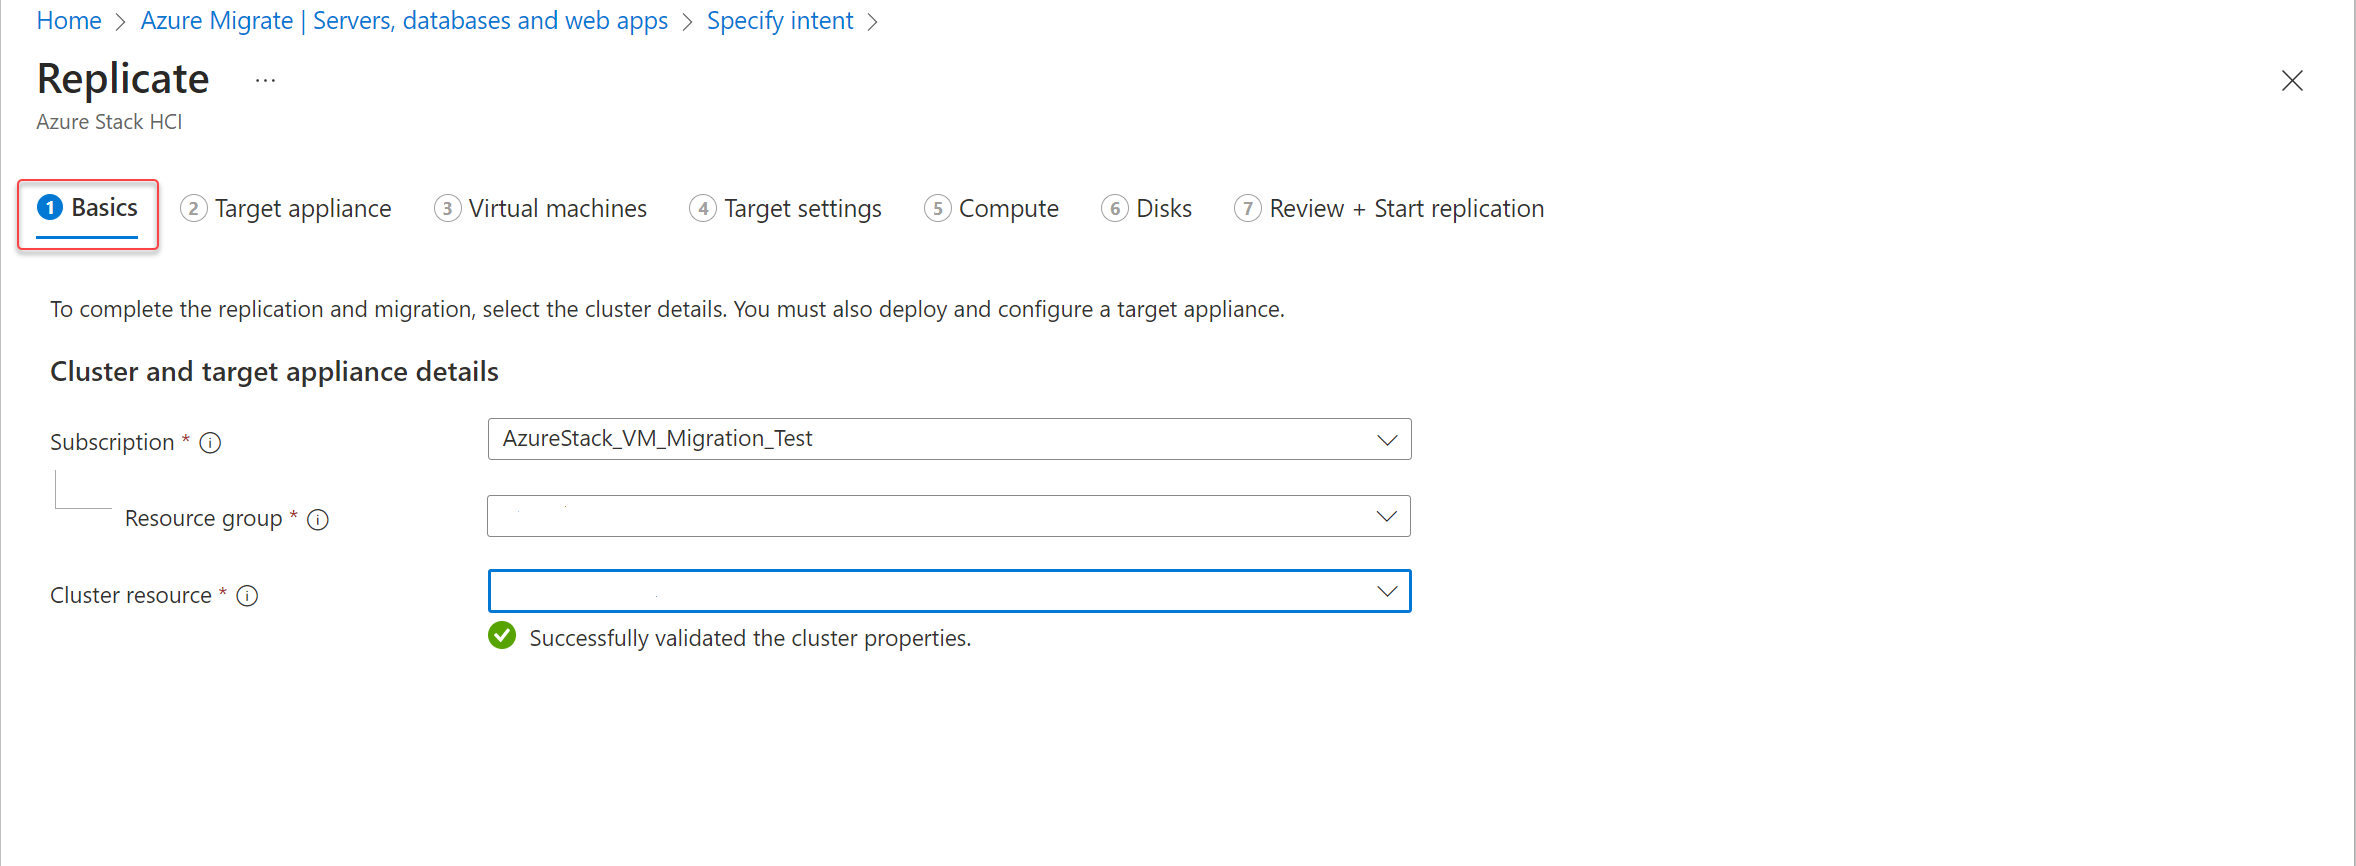 Home > Azure Migrate | Servers, databases and web apps > Specify intent >
Replicate ...
Azure Stack HCI
1 Basics 2 Target appliance 3 Virtual machines 4 Target settings 5 Compute 6 Disks 7 Review + Start replication
To complete the replication and migration, select the cluster details. You must also deploy and configure a target appliance.
Cluster and target appliance details
Subscription * AzureStack_VM_Migration_Test
Resource group *
Cluster resource *
Successfully validated the cluster properties.